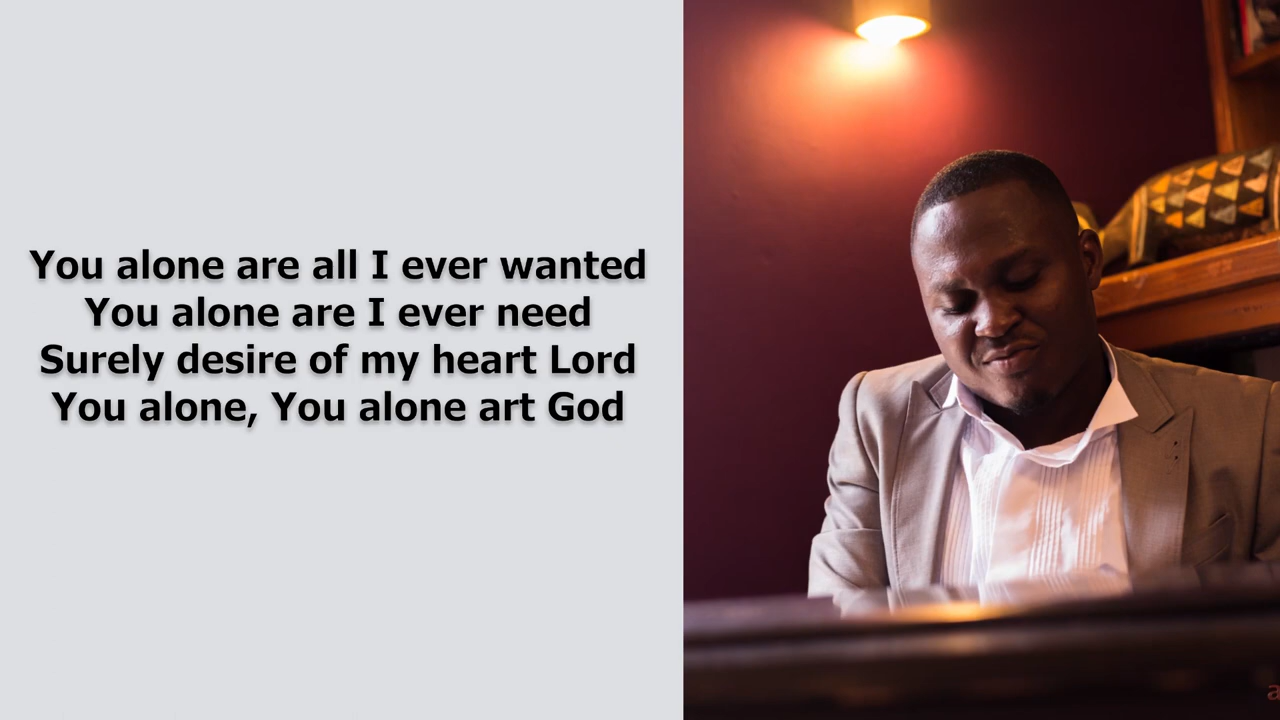 You alone are all I ever wanted
You alone are I ever need
Surely desire of my heart Lord
You alone, You alone art God